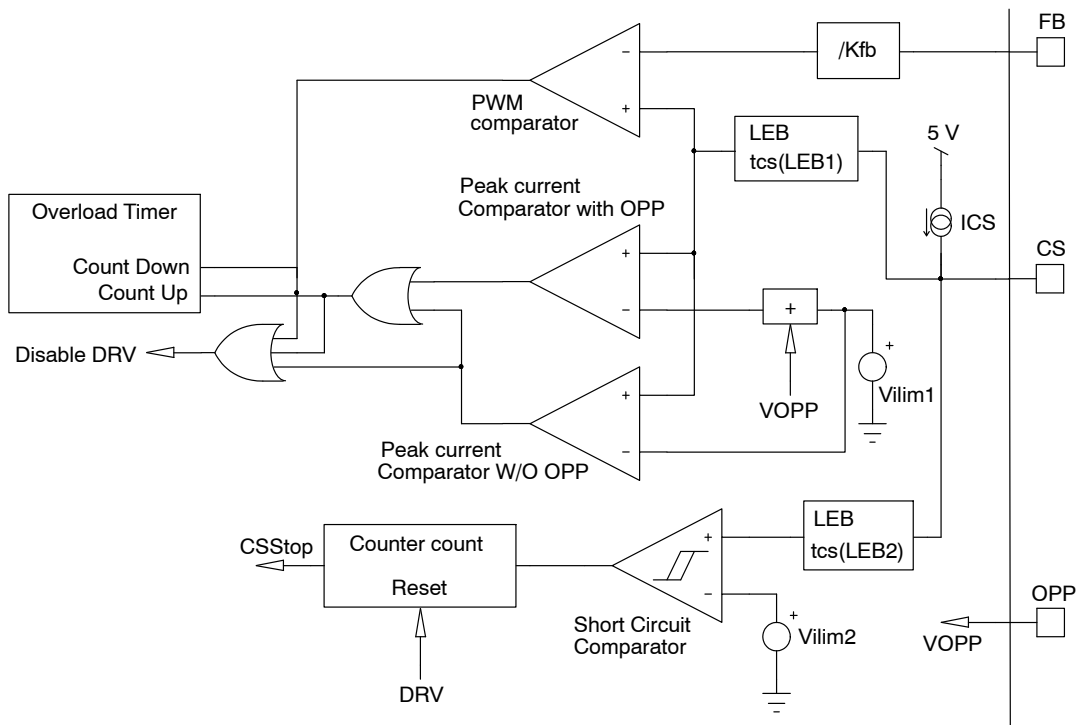 FB
/Kfb
−
+
PWM
comparator
LEB
tcs(LEB1)
5 V
ICS
CS
Peak current
Comparator with OPP
+
−
Overload Timer
Count Down
Count Up
Disable DRV
+
VOPP
+
Vilim1
+
−
Peak current
Comparator W/O OPP
LEB
tcs(LEB2)
CSStop
Counter count
Reset
DRV
+
−
Short Circuit
Comparator
+
Vilim2
OPP
VOPP